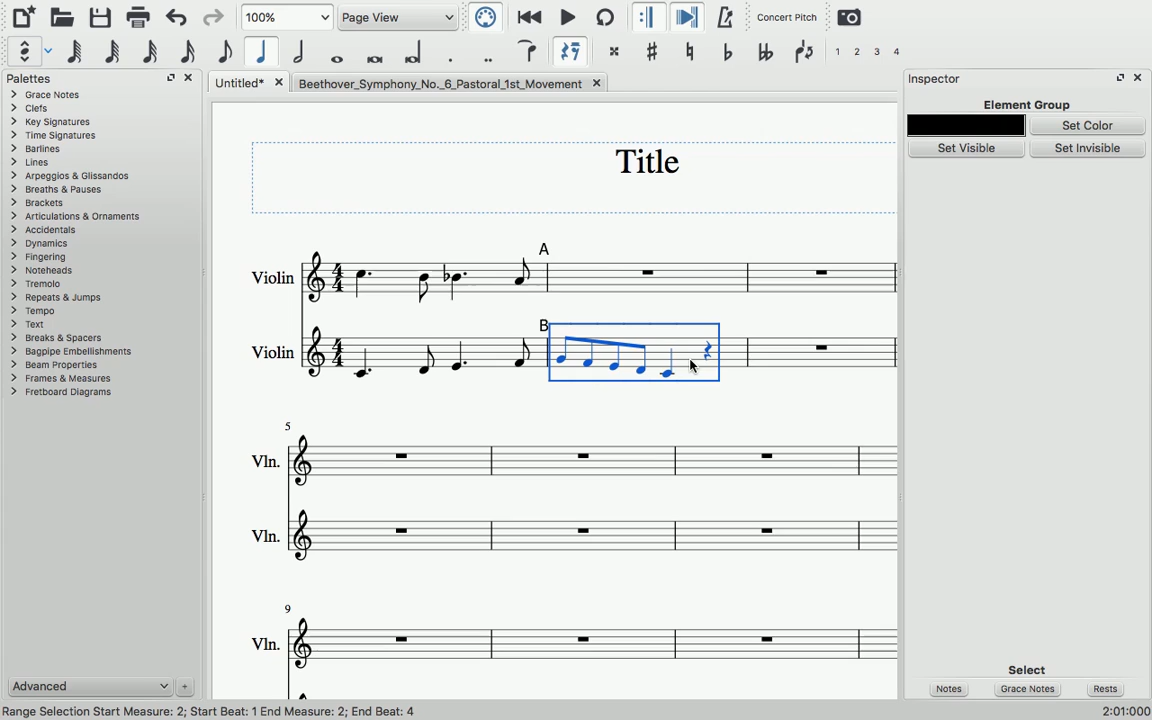 100%
Page View
Concert Pitch
1 2 3 4
Palettes
Grace Notes
Clefs
Key Signatures
Time Signatures
Barlines
Lines
Arpeggios & Glissandos
Breaths & Pauses
Brackets
Articulations & Ornaments
Accidentals
Dynamics
Fingering
Noteheads
Tremolo
Repeats & Jumps
Tempo
Text
Breaks & Spacers
Bagpipe Embellishments
Beam Properties
Frames & Measures
Fretboard Diagrams
Advanced
+
Untitled*
Beethover_Symphony_No._6_Pastoral_1st_Movement
Title
A
Violin
4
4
B
Violin
4
4
5
Vln.
Vln.
9
Vln.
Inspector
Element Group
Set Color
Set Visible
Set Invisible
Select
Notes
Grace Notes
Rests
Range Selection Start Measure: 2; Start Beat: 1 End Measure: 2; End Beat: 4
2:01:000